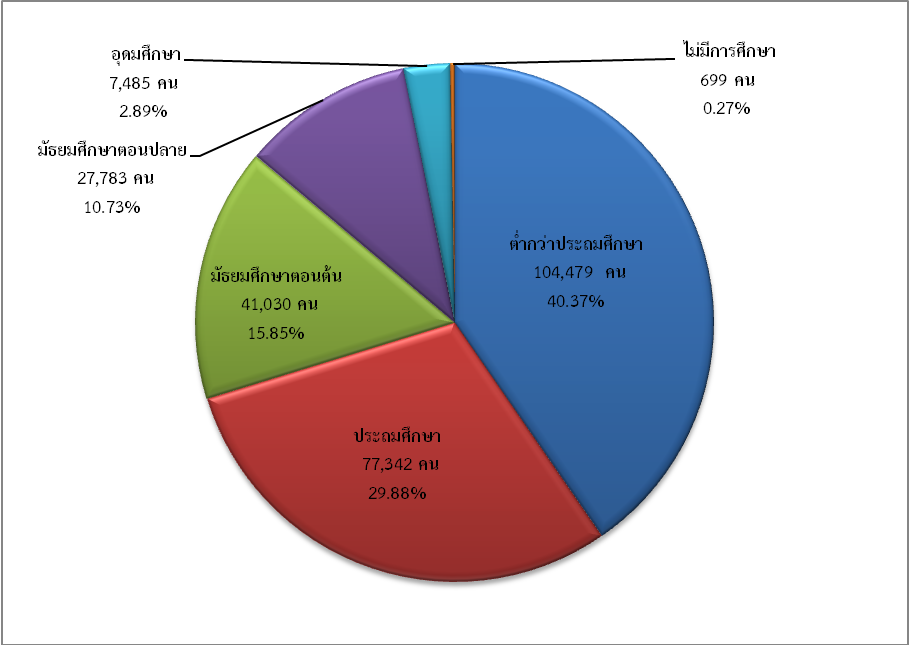 อุดมศึกษา
7,485 คน
2.89%
ไม่มีการศึกษา
699 คน
0.27%
มัธยมศึกษาตอนปลาย
27,783 คน
10.73%
ต่ำกว่าประถมศึกษา
104,479 คน
40.37%
มัธยมศึกษาตอนต้น
41,030 คน
15.85%
ประถมศึกษา
77,342 คน
29.88%